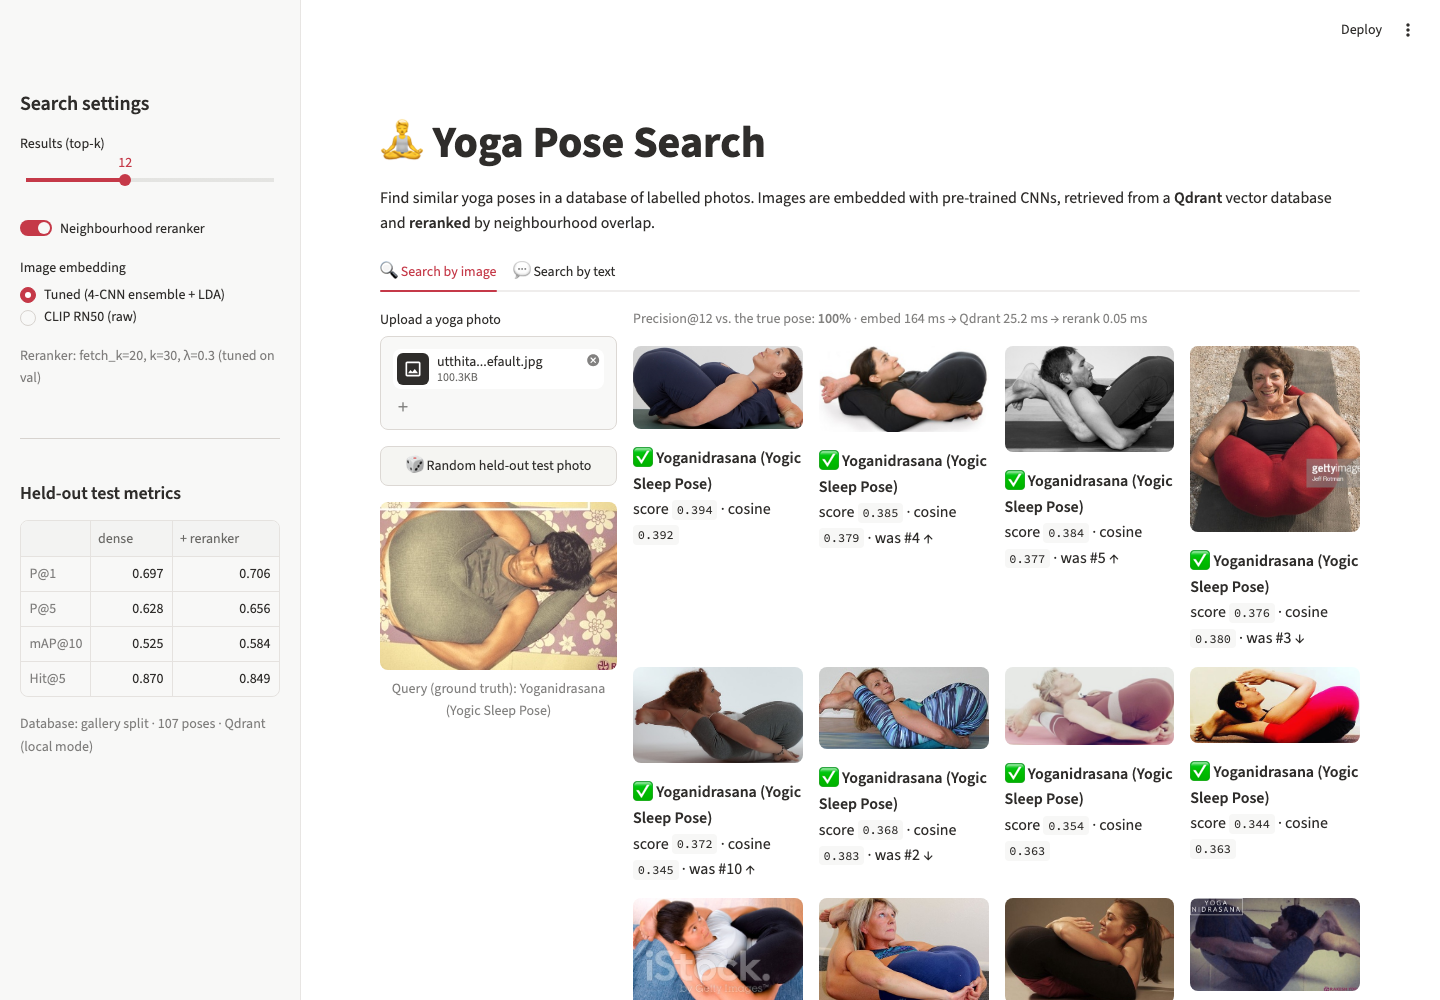 Deploy
Search settings
Results (top-k)
12
Neighbourhood reranker
Image embedding
Tuned (4-CNN ensemble + LDA)
CLIP RN50 (raw)
Reranker: fetch_k=20, k=30, λ=0.3 (tuned on
val)
Held-out test metrics
dense + reranker
P@1 0.697 0.706
P@5 0.628 0.656
mAP@10 0.525 0.584
Hit@5 0.870 0.849
Database: gallery split · 107 poses · Qdrant
(local mode)
Yoga Pose Search
Find similar yoga poses in a database of labelled photos. Images are embedded with pre-trained CNNs, retrieved from a Qdrant vector database
and reranked by neighbourhood overlap.
Search by image
Search by text
Upload a yoga photo
utthita...efault.jpg
100.3KB
Random held-out test photo
Query (ground truth): Yoganidrasana
(Yogic Sleep Pose)
Precision@12 vs. the true pose: 100% · embed 164 ms → Qdrant 25.2 ms → rerank 0.05 ms
Yoganidrasana (Yogic
Sleep Pose)
score 0.394 · cosine
0.392
Yoganidrasana (Yogic
Sleep Pose)
score 0.385 · cosine
0.379 · was #4 ↑
Yoganidrasana (Yogic
Sleep Pose)
score 0.384 · cosine
0.377 · was #5 ↑
gettyimage
Jeff Rotman
Yoganidrasana (Yogic
Sleep Pose)
score 0.376 · cosine
0.380 · was #3 ↓
Yoganidrasana (Yogic
Sleep Pose)
score 0.372 · cosine
0.345 · was #10 ↑
Yoganidrasana (Yogic
Sleep Pose)
score 0.368 · cosine
0.383 · was #2 ↓
Yoganidrasana (Yogic
Sleep Pose)
score 0.354 · cosine
0.363
Yoganidrasana (Yogic
Sleep Pose)
score 0.344 · cosine
0.363
iStock.
YOGA
NIDRASANA